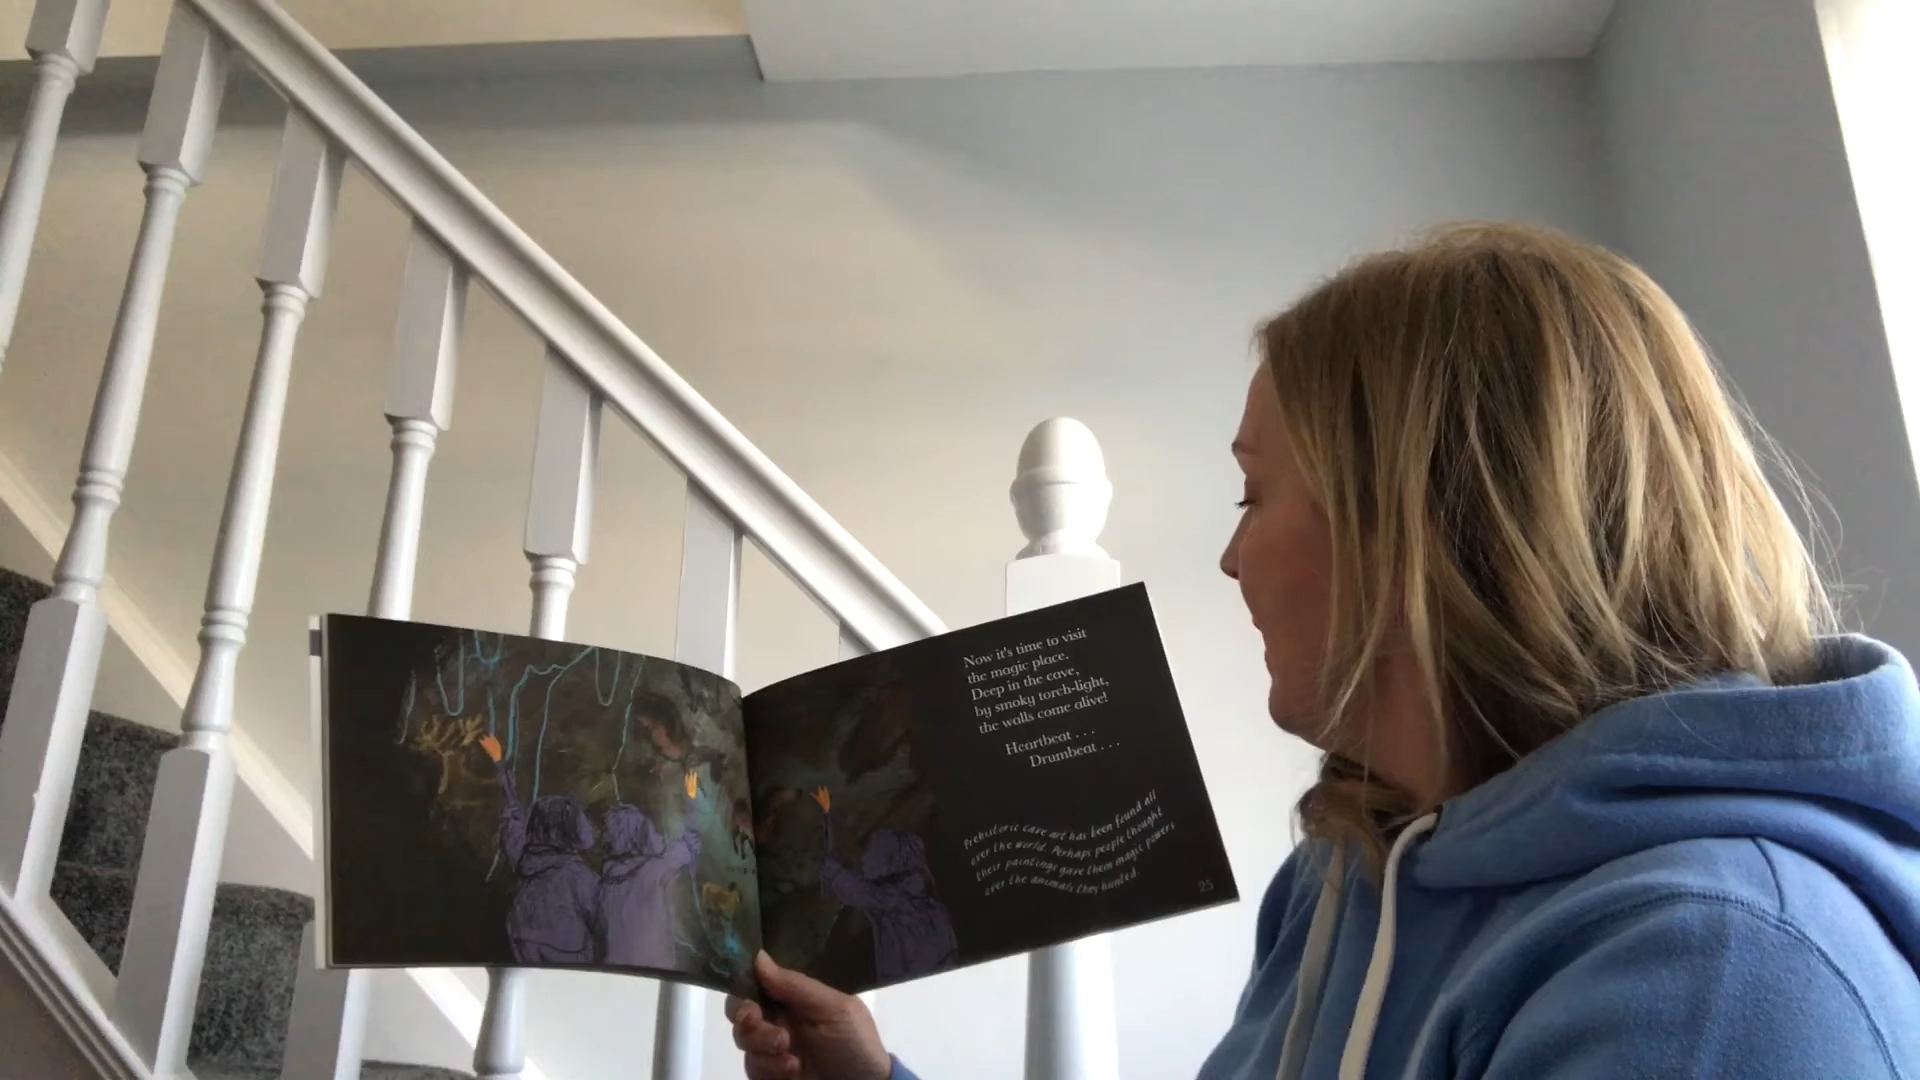 Now it's time to visit
the magic place.
Deep in the cave,
by smoky torch-light,
the walls come alive!
Heartbeat . . .
Drumbeat . . .
Prehistoric cave art has been found all
over the world. Perhaps people thought
their paintings gave them magic powers
over the animals they hunted.
25